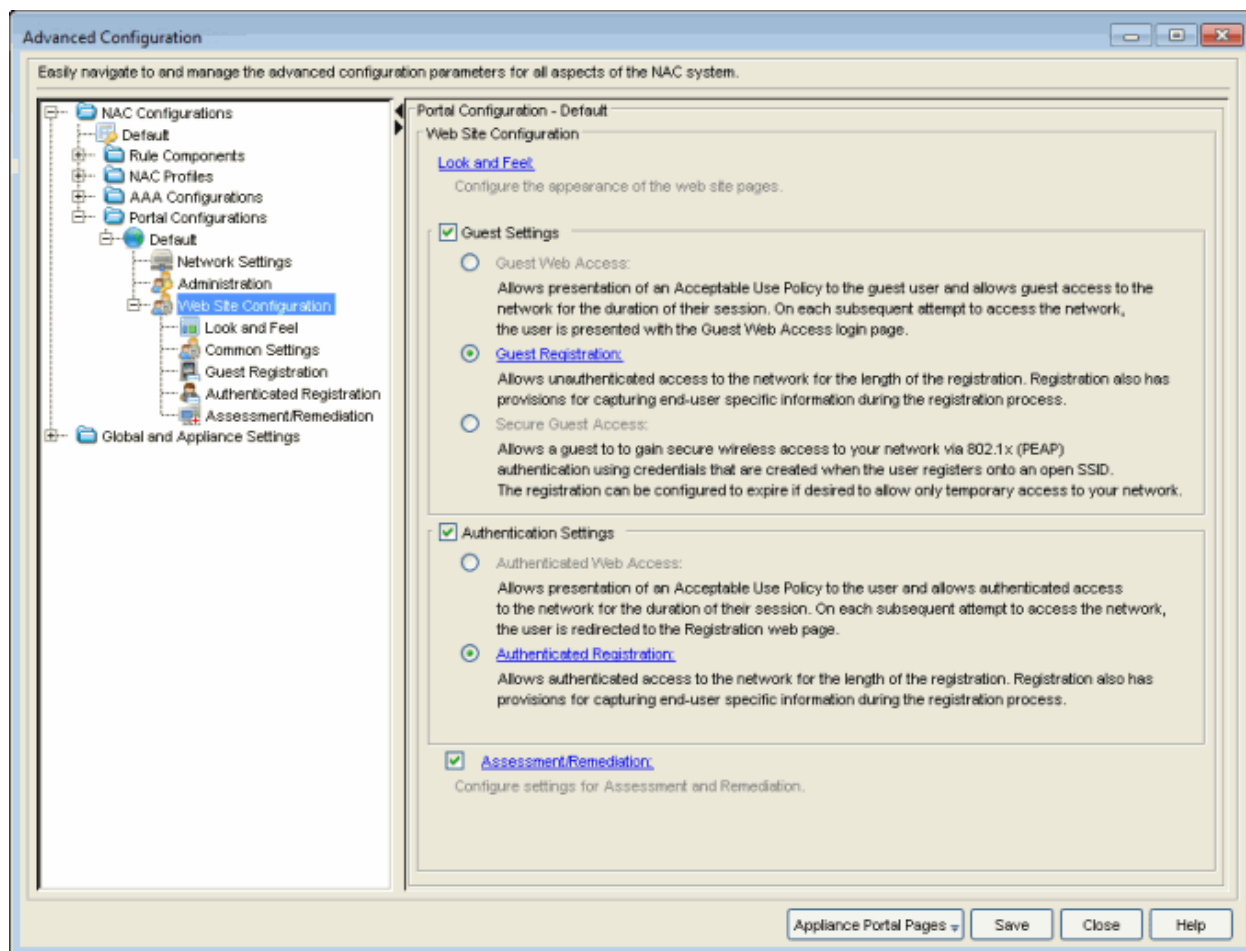 Advanced Configuration
Easily navigate to and manage the advanced configuration parameters for all aspects of the NAC system.
NAC Configurations
Default
Rule Components
NAC Profiles
AAA Configurations
Portal Configurations
Default
Network Settings
Administration
Web Site Configuration
Look and Feel
Common Settings
Guest Registration
Authenticated Registration
Assessment/Remediation
Global and Appliance Settings
Portal Configuration - Default
Web Site Configuration
Look and Feel:
Configure the appearance of the web site pages.
Guest Settings
Guest Web Access:
Allows presentation of an Acceptable Use Policy to the guest user and allows guest access to the
network for the duration of their session. On each subsequent attempt to access the network,
the user is presented with the Guest Web Access login page.
Guest Registration:
Allows unauthenticated access to the network for the length of the registration. Registration also has
provisions for capturing end-user specific information during the registration process.
Secure Guest Access:
Allows a guest to to gain secure wireless access to your network via 802.1x (PEAP)
authentication using credentials that are created when the user registers onto an open SSID.
The registration can be configured to expire if desired to allow only temporary access to your network.
Authentication Settings
Authenticated Web Access:
Allows presentation of an Acceptable Use Policy to the user and allows authenticated access
to the network for the duration of their session. On each subsequent attempt to access the network,
the user is redirected to the Registration web page.
Authenticated Registration:
Allows authenticated access to the network for the length of the registration. Registration also has
provisions for capturing end-user specific information during the registration process.
Assessment/Remediation:
Configure settings for Assessment and Remediation.
Appliance Portal Pages
Save
Close
Help